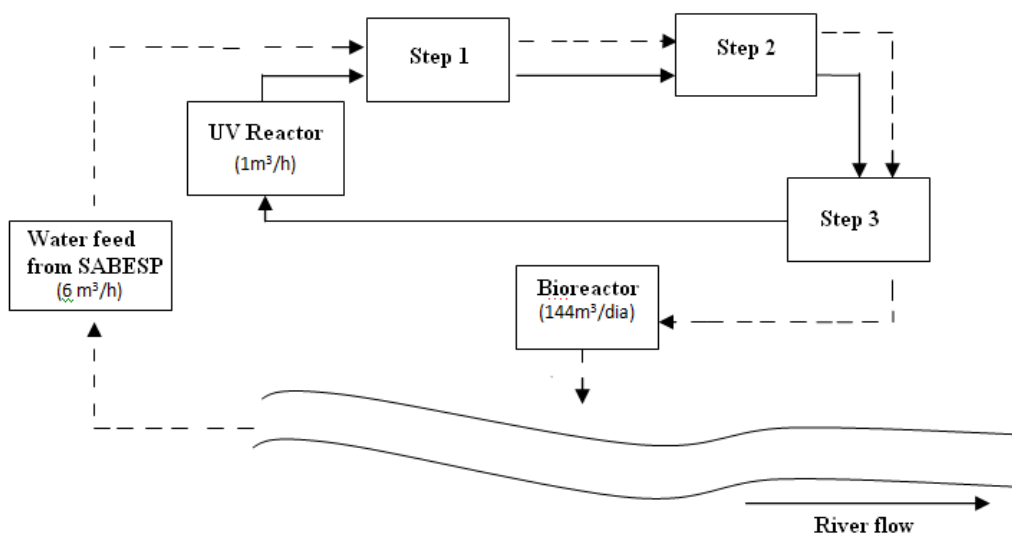 Step 1
Step 2
UV Reactor
(1m³/h)
Step 3
Water feed
from SABESP
(6 m³/h)
Bioreactor
(144m³/dia)
River flow